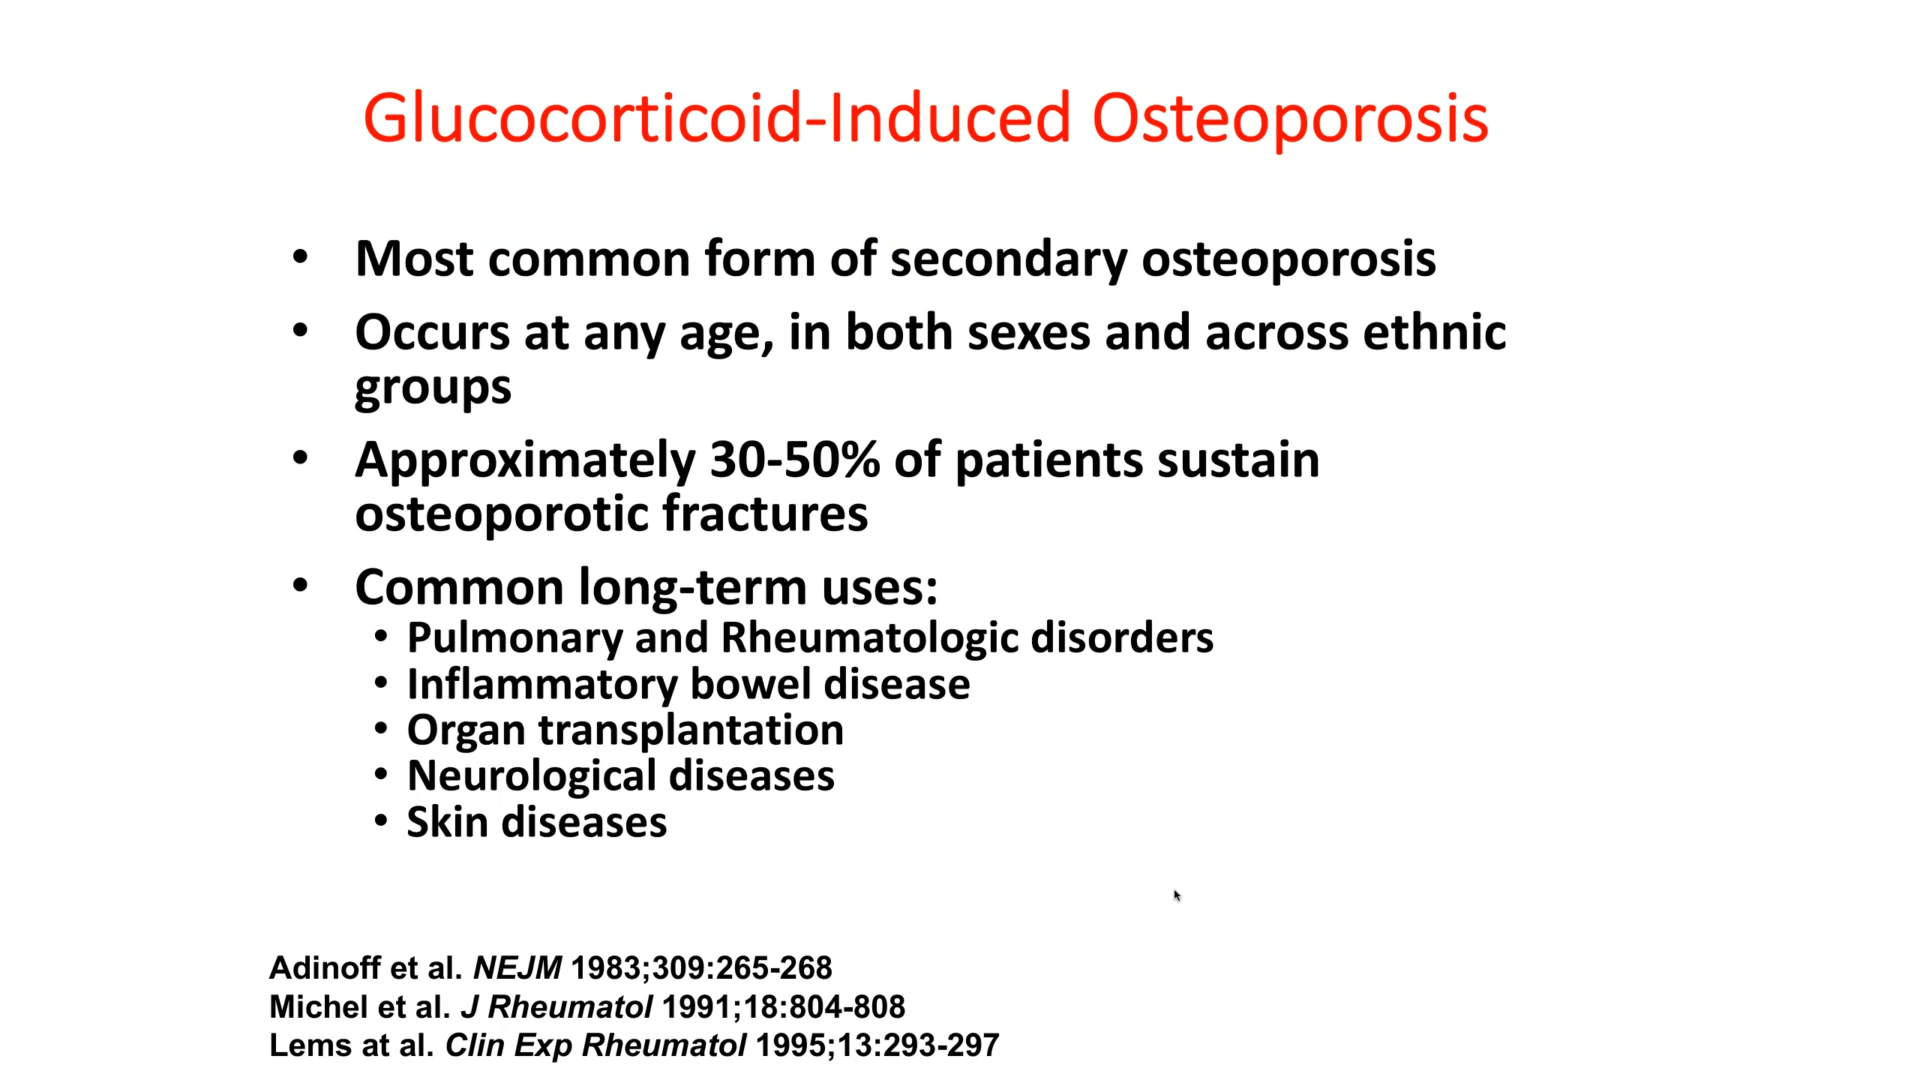 Glucocorticoid-Induced Osteoporosis
• Most common form of secondary osteoporosis
• Occurs at any age, in both sexes and across ethnic
groups
• Approximately 30-50% of patients sustain
osteoporotic fractures
• Common long-term uses:
• Pulmonary and Rheumatologic disorders
• Inflammatory bowel disease
• Organ transplantation
• Neurological diseases
• Skin diseases
Adinoff et al. NEJM 1983;309:265-268
Michel et al. J Rheumatol 1991;18:804-808
Lems at al. Clin Exp Rheumatol 1995;13:293-297